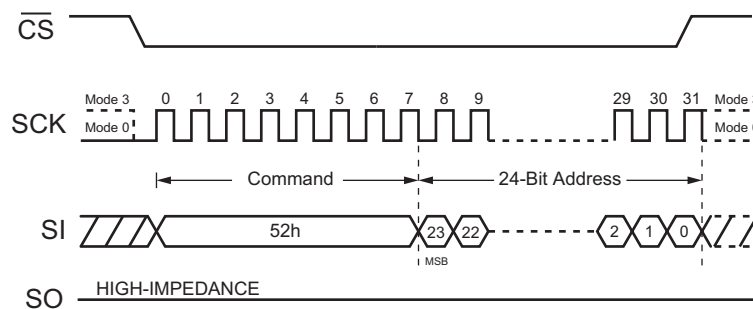 CS
Mode 3 0 1 2 3 4 5 6 7 8 9 29 30 31 Mode 3
SCK
Mode 0 Mode
Command 24-Bit Address
SI 52h 23 22 2 1 0
MSB
SO HIGH-IMPEDANCE